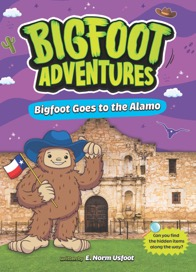 BIGFOOT
ADVENTURES
Bigfoot Goes to the Alamo
E. Norm Usfoot
Can you find
the hidden items
along the way?